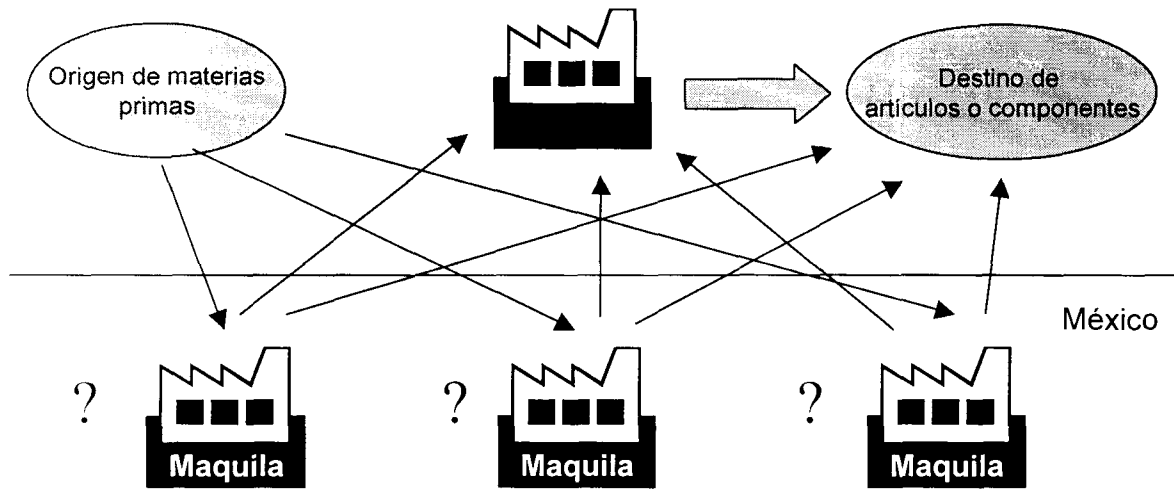 Origen de materias
primas
Destino de
artículos o componentes
México
?
?
?
Maquila
Maquila
Maquila